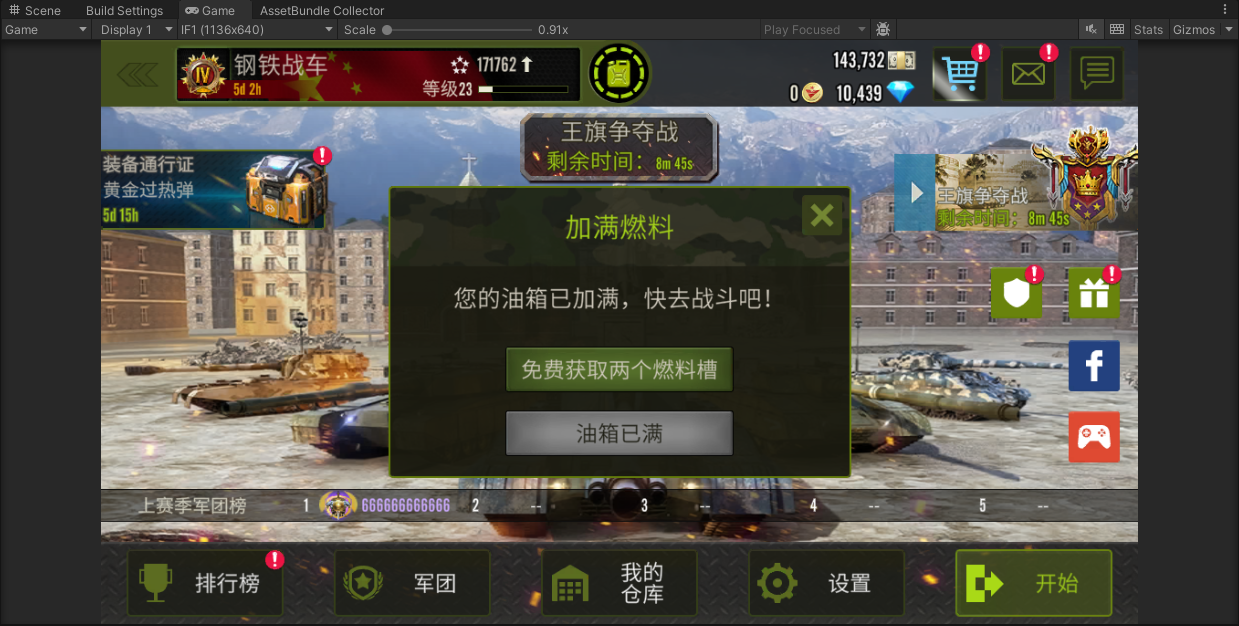 Scene
Build Settings
Game
AssetBundle Collector
Game
Display 1
IF1 (1136x640)
Scale
0.91x
Play Focused
Stats
Gizmos
IV
钢铁战车
5d 2h
171762
等级23
143,732
0
10,439
装备通行证
黄金过热弹
5d 15h
王旗争夺战
剩余时间：8m 45s
王旗争夺战
剩余时间：8m 45s
加满燃料
您的油箱已加满，快去战斗吧！
免费获取两个燃料槽
油箱已满
上赛季军团榜
1 666666666666
2 --
3 --
4 --
5 --
排行榜
军团
我的
仓库
设置
开始